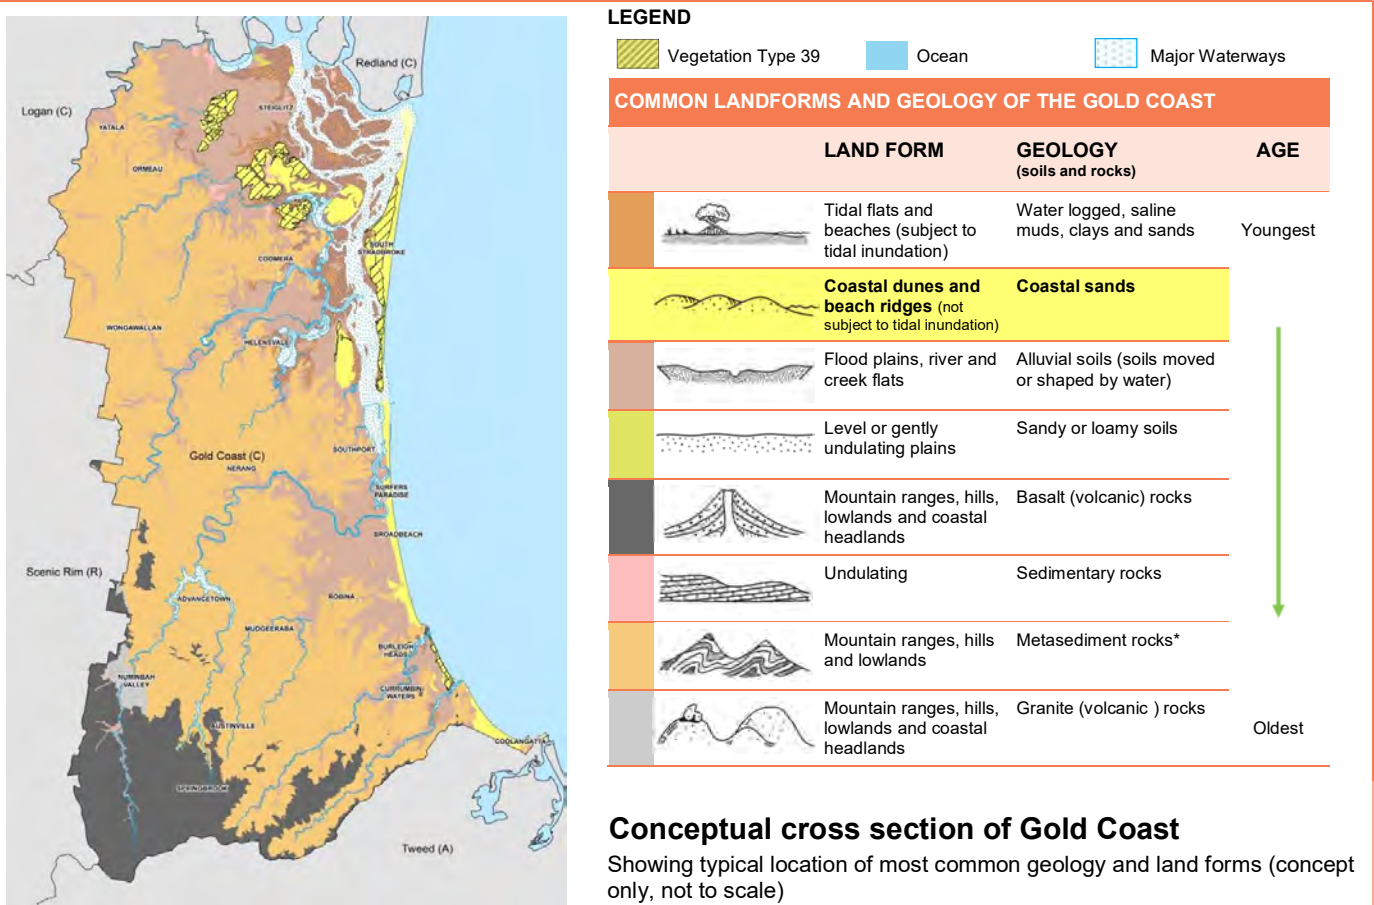 LEGEND
Vegetation Type 39
Ocean
Major Waterways
COMMON LANDFORMS AND GEOLOGY OF THE GOLD COAST
LAND FORM
GEOLOGY
(soils and rocks)
AGE
Tidal flats and
beaches (subject to
tidal inundation)
Water logged, saline
muds, clays and sands
Youngest
Coastal dunes and
beach ridges (not
subject to tidal inundation)
Coastal sands
Flood plains, river and
creek flats
Alluvial soils (soils moved
or shaped by water)
Level or gently
undulating plains
Sandy or loamy soils
Mountain ranges, hills,
lowlands and coastal
headlands
Basalt (volcanic) rocks
Undulating
Sedimentary rocks
Mountain ranges, hills
and lowlands
Metasediment rocks*
Mountain ranges, hills,
lowlands and coastal
headlands
Granite (volcanic ) rocks
Oldest
Conceptual cross section of Gold Coast
Showing typical location of most common geology and land forms (concept
only, not to scale)
Redland (C)
Logan (C)
STEIGLITZ
YATALA
ORMEAU
SOUTH
STRADBROKE
COOMERA
WONGAWALLAN
HELENSVALE
SOUTHPORT
Gold Coast (C)
NERANG
SURFERS
PARADISE
BROADBEACH
Scenic Rim (R)
ADVANCETOWN
ROBINA
MUDGEERABA
BURLEIGH
HEADS
NUMINBAH
VALLEY
CURRUMBIN
WATERS
AUSTINVILLE
COOLANGATTA
SPRINGBROOK
Tweed (A)